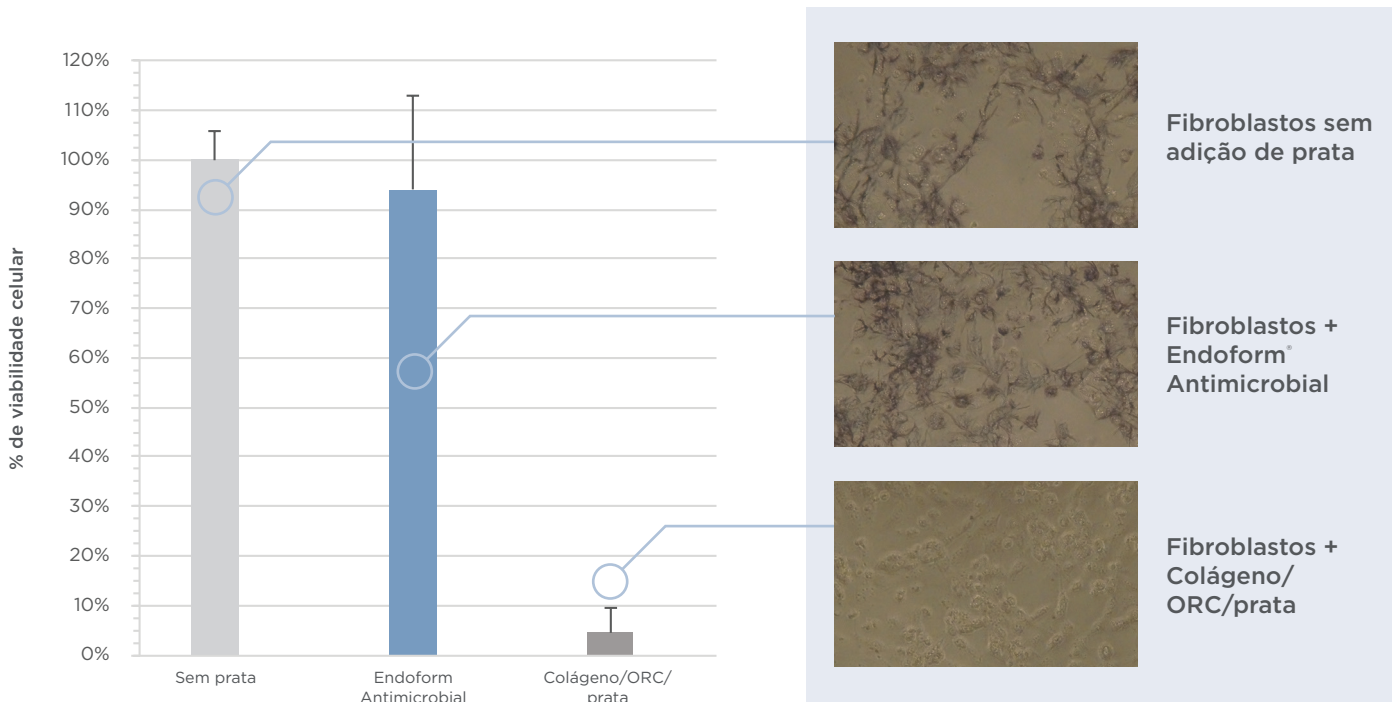 % de viabilidade celular
120%
110%
100%
90%
80%
70%
60%
50%
40%
30%
20%
10%
0%
Sem prata
Endoform
Antimicrobial
Colágeno/ORC/
prata
Fibroblastos sem
adição de prata
Fibroblastos +
Endoform®
Antimicrobial
Fibroblastos +
Colágeno/
ORC/prata